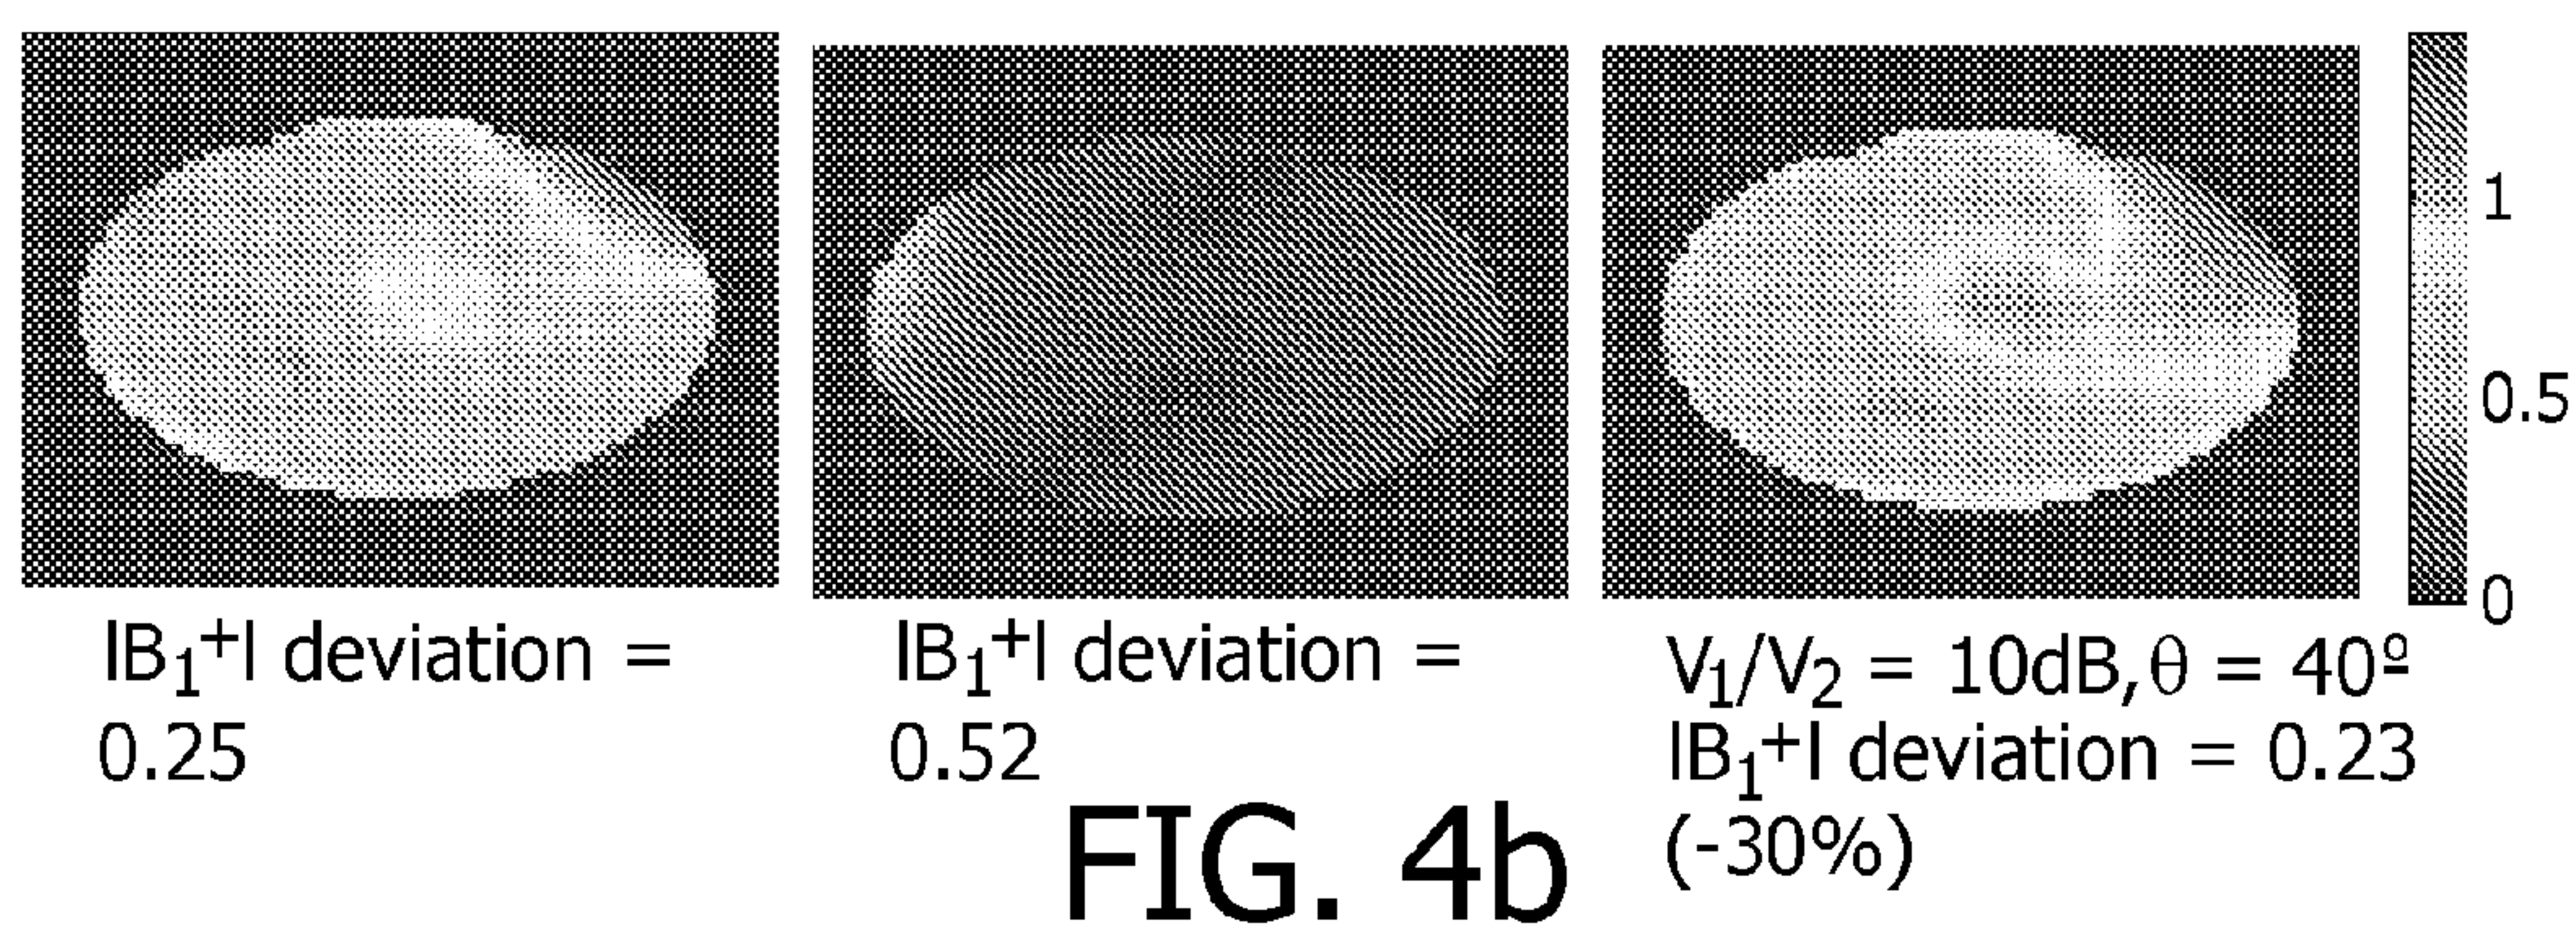 1
0.5
0
|B₁⁺| deviation =
0.25
|B₁⁺| deviation =
0.52
V₁/V₂ = 10dB, θ = 40º
|B₁⁺| deviation = 0.23
(-30%)
FIG. 4b